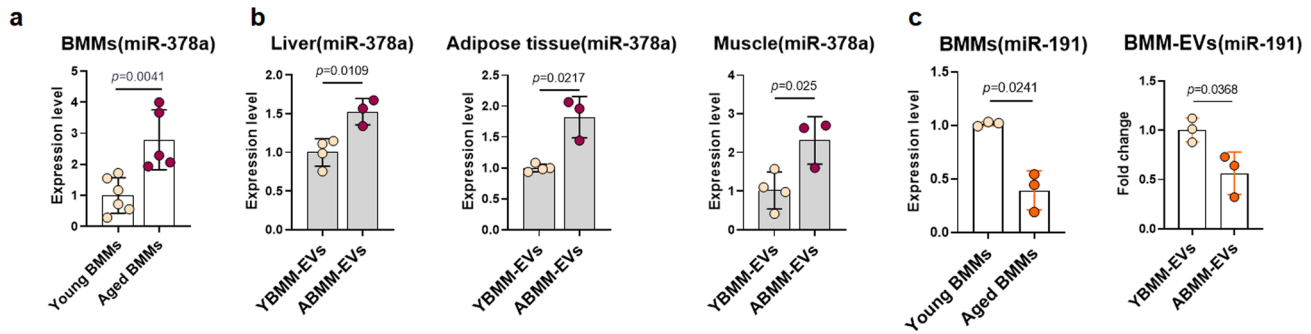 a
BMMs(miR-378a)
p=0.0041
Expression level
5
4
3
2
1
0
Young BMMs
Aged BMMs
b
Liver(miR-378a)
p=0.0109
Expression level
2.0
1.5
1.0
0.5
0.0
YBMM-EVs
ABMM-EVs
Adipose tissue(miR-378a)
p=0.0217
Expression level
2.5
2.0
1.5
1.0
0.5
0.0
YBMM-EVs
ABMM-EVs
Muscle(miR-378a)
p=0.025
Expression level
4
3
2
1
0
YBMM-EVs
ABMM-EVs
c
BMMs(miR-191)
p=0.0241
Expression level
1.5
1.0
0.5
0.0
Young BMMs
Aged BMMs
BMM-EVs(miR-191)
p=0.0368
Fold change
1.5
1.0
0.5
0.0
YBMM-EVs
ABMM-EVs